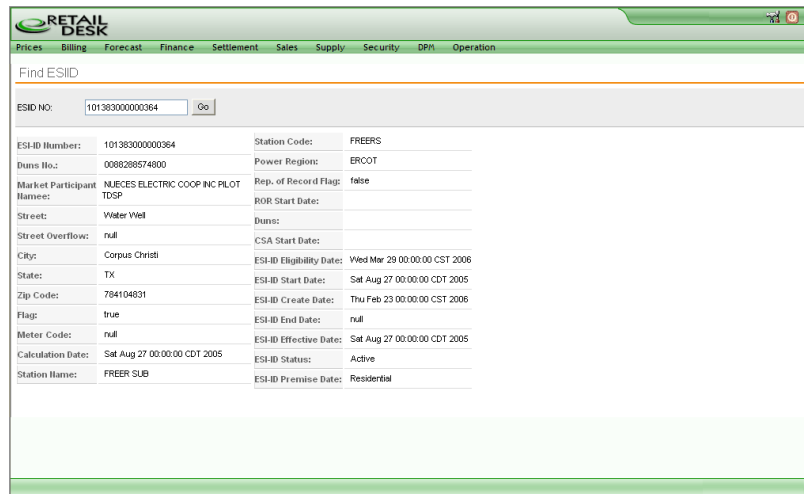 RETAIL
DESK
Prices Billing Forecast Finance Settlement Sales Supply Security DPM Operation
Find ESIID
ESIID NO: 101383000000364 Go
ESI-ID Number: 101383000000364
Duns No.: 0088288574800
Market Participant Namee: NUECES ELECTRIC COOP INC PILOT TDSP
Street: Water Well
Street Overflow: null
City: Corpus Christi
State: TX
Zip Code: 784104831
Flag: true
Meter Code: null
Calculation Date: Sat Aug 27 00:00:00 CDT 2005
Station Name: FREER SUB
Station Code: FREERS
Power Region: ERCOT
Rep. of Record Flag: false
ROR Start Date:
Duns:
CSA Start Date:
ESI-ID Eligibility Date: Wed Mar 29 00:00:00 CST 2006
ESI-ID Start Date: Sat Aug 27 00:00:00 CDT 2005
ESI-ID Create Date: Thu Feb 23 00:00:00 CST 2006
ESI-ID End Date: null
ESI-ID Effective Date: Sat Aug 27 00:00:00 CDT 2005
ESI-ID Status: Active
ESI-ID Premise Date: Residential